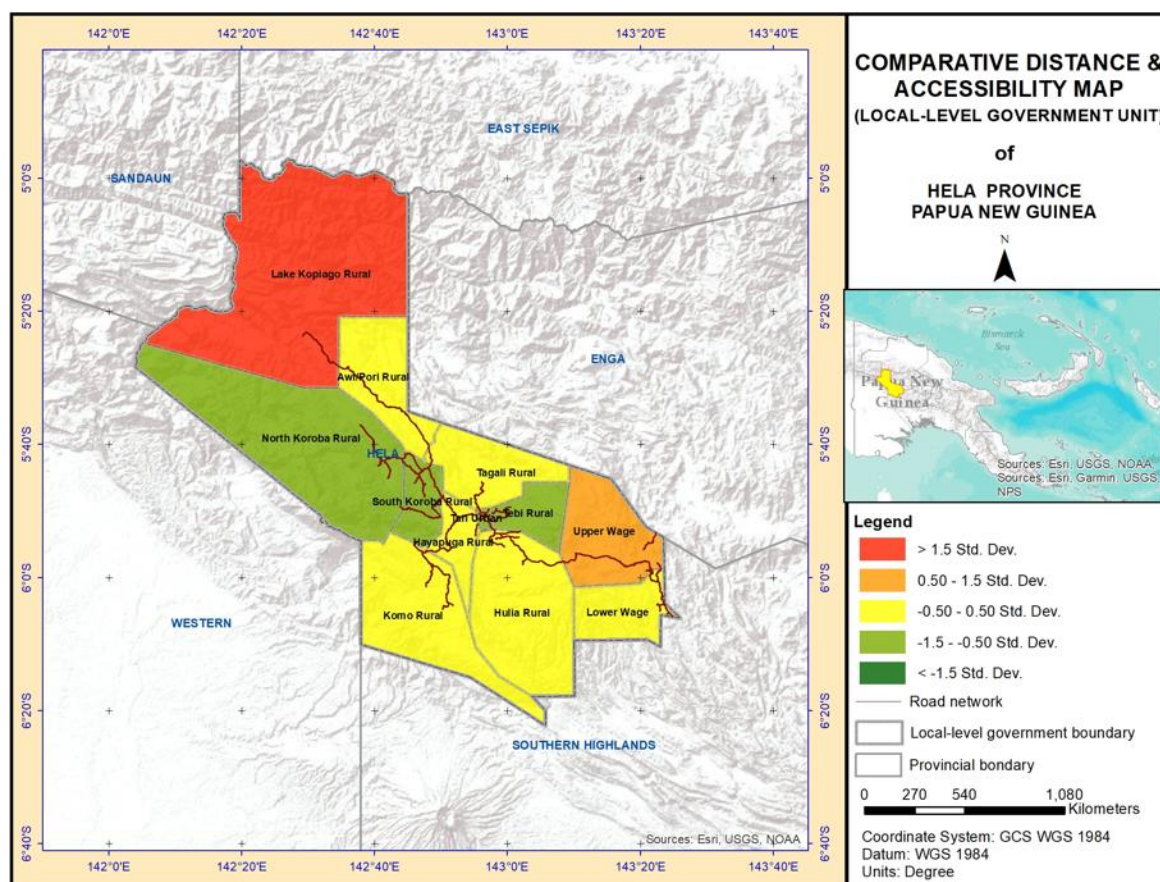 142°0'E
142°20'E
142°40'E
143°0'E
143°20'E
143°40'E
5°0'S
5°20'S
5°40'S
6°0'S
6°20'S
6°40'S
5°0'S
5°20'S
5°40'S
6°0'S
6°20'S
6°40'S
EAST SEPIK
SANDAUN
Lake Kopiago Rural
ENGA
Awi/Pori Rural
North Koroba Rural
HELA
Tagali Rural
South Koroba Rural
Tari Urban
Tebi Rural
Upper Wage
Hayapuga Rural
Komo Rural
Hulia Rural
Lower Wage
WESTERN
SOUTHERN HIGHLANDS
Sources: Esri, USGS, NOAA
142°0'E
142°20'E
142°40'E
143°0'E
143°20'E
143°40'E
COMPARATIVE DISTANCE &
ACCESSIBILITY MAP
(LOCAL-LEVEL GOVERNMENT UNIT)
of
HELA PROVINCE
PAPUA NEW GUINEA
N
Bismarck
Sea
Papua New
Guinea
Sources: Esri, USGS, NOAA,
Sources: Esri, Garmin, USGS,
NPS
Legend
> 1.5 Std. Dev.
0.50 - 1.5 Std. Dev.
-0.50 - 0.50 Std. Dev.
-1.5 - -0.50 Std. Dev.
< -1.5 Std. Dev.
Road network
Local-level government boundary
Provincial bondary
0 270 540 1,080
Kilometers
Coordinate System: GCS WGS 1984
Datum: WGS 1984
Units: Degree